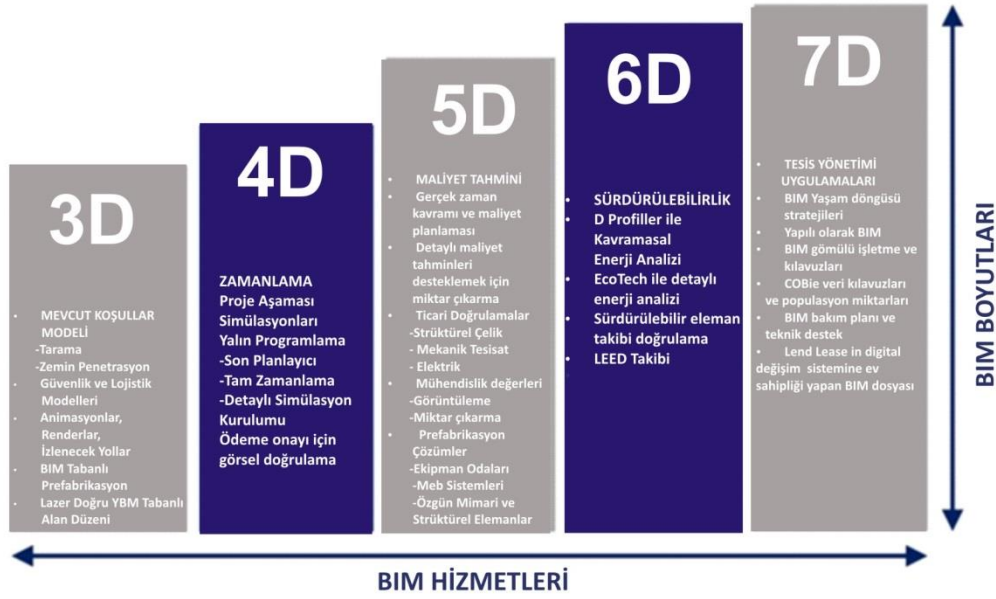 3D
MEVCUT KOŞULLAR
MODELİ
-Tarama
-Zemin Penetrasyon
Güvenlik ve Lojistik
Modelleri
Animasyonlar,
Renderlar,
İzlenecek Yollar
BIM Tabanlı
Prefabrikasyon
Lazer Doğru YBM Tabanlı
Alan Düzeni
4D
ZAMANLAMA
Proje Aşaması
Simülasyonları
Yalın Programlama
-Son Planlayıcı
-Tam Zamanlama
-Detaylı Simülasyon
Kurulumu
Ödeme onayı için
görsel doğrulama
5D
MALİYET TAHMİNİ
Gerçek zaman
kavramı ve maliyet
planlaması
Detaylı maliyet
tahminleri
desteklemek için
miktar çıkarma
Ticari Doğrulamalar
-Strüktürel Çelik
- Mekanik Tesisat
- Elektrik
Mühendislik değerleri
-Görüntüleme
-Miktar çıkarma
Prefabrikasyon
Çözümler
-Ekipman Odaları
-Meb Sistemleri
-Özgün Mimari ve
Strüktürel Elemanlar
6D
SÜRDÜRÜLEBİLİRLİK
D Profiller ile
Kavramasal
Enerji Analizi
EcoTech ile detaylı
enerji analizi
Sürdürülebilir eleman
takibi doğrulama
LEED Takibi
7D
TESİS YÖNETİMİ
UYGULAMALARI
BIM Yaşam döngüsü
stratejileri
Yapılı olarak BIM
BIM gömülü işletme ve
kılavuzları
COBie veri kılavuzları
ve populasyon miktarları
BIM bakım planı ve
teknik destek
Lend Lease in digital
değişim sistemine ev
sahipliği yapan BIM dosyası
BIM BOYUTLARI
BIM HİZMETLERİ